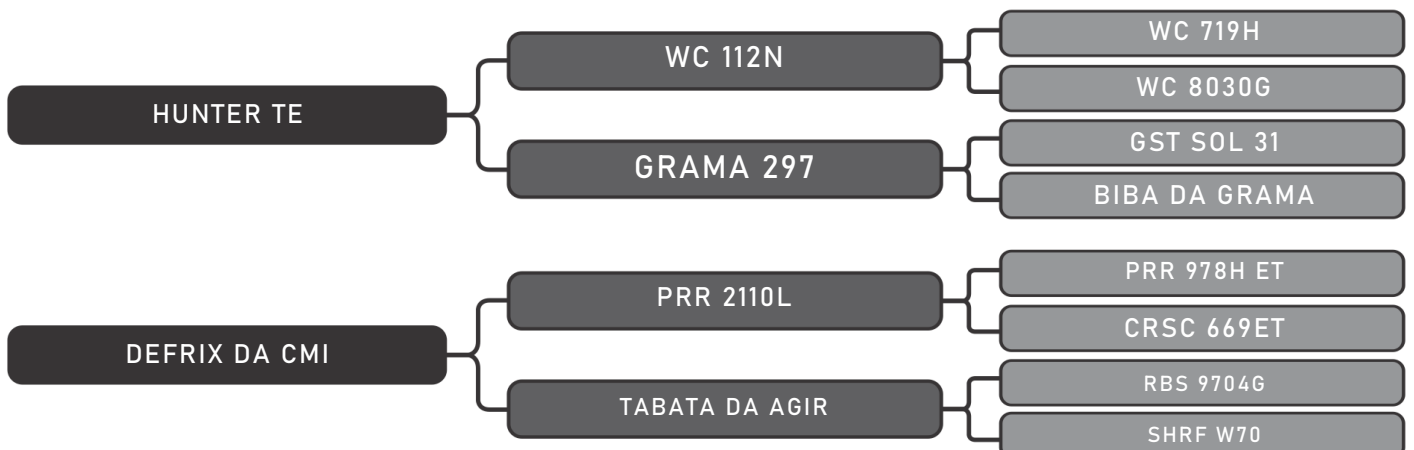 HUNTER TE
WC 112N
GRAMA 297
WC 719H
WC 8030G
GST SOL 31
BIBA DA GRAMA
DEFRIX DA CMI
PRR 2110L
TABATA DA AGIR
PRR 978H ET
CRSC 669ET
RBS 9704G
SHRF W70